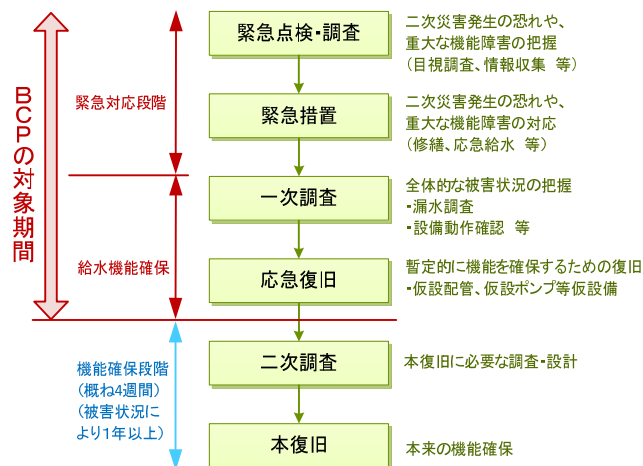 BCPの対象期間
緊急対応段階
給水機能確保
機能確保段階
(概ね4週間)
(被害状況に
より1年以上)
緊急点検・調査
二次災害発生の恐れや、
重大な機能障害の把握
(目視調査、情報収集 等)
緊急措置
二次災害発生の恐れや、
重大な機能障害の対応
(修繕、応急給水 等)
一次調査
全体的な被害状況の把握
・漏水調査
・設備動作確認 等
応急復旧
暫定的に機能を確保するための復旧
・仮設配管、仮設ポンプ等仮設備
二次調査
本復旧に必要な調査・設計
本復旧
本来の機能確保